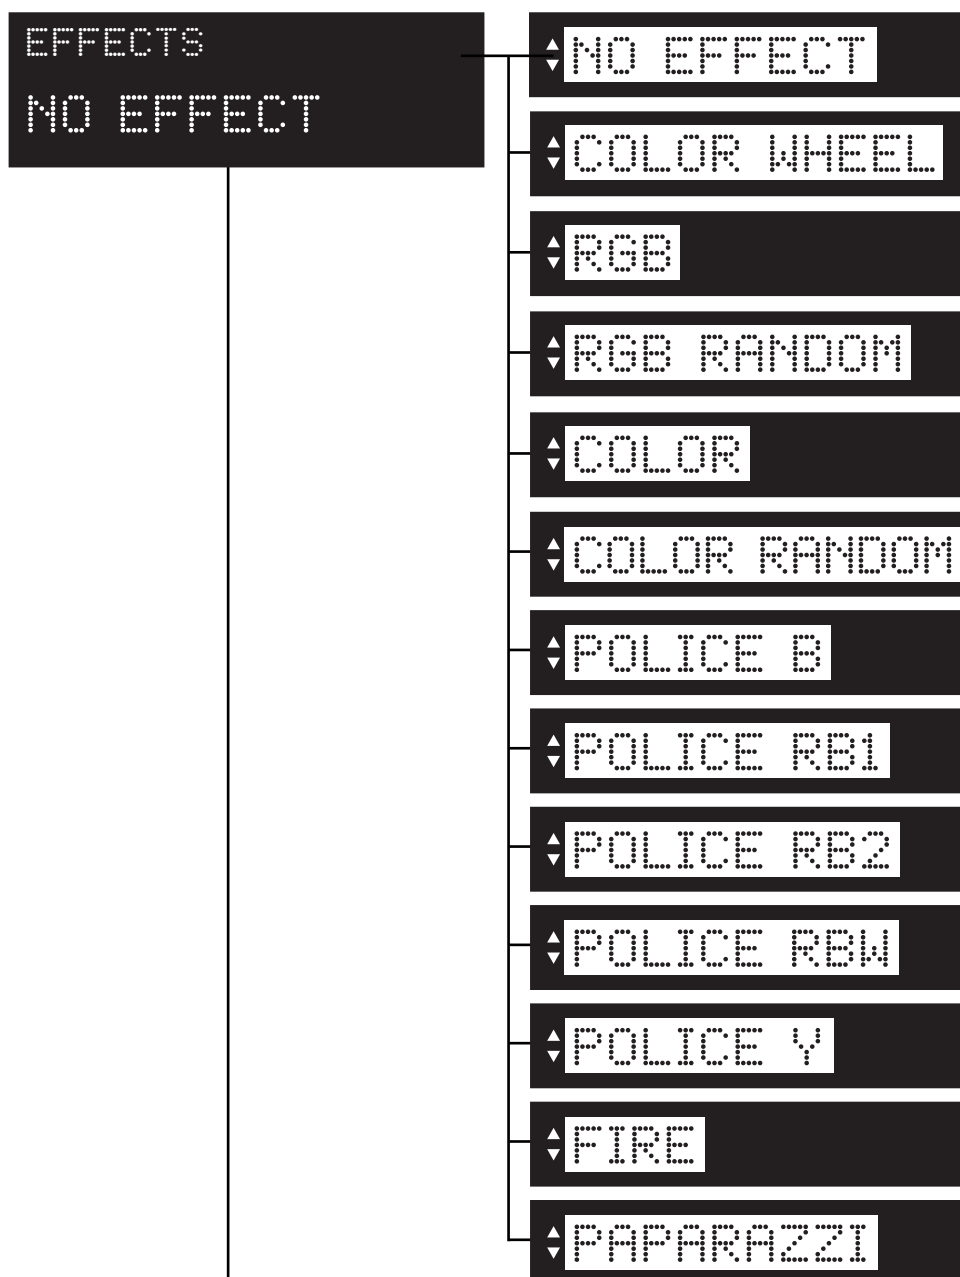 EFFECTS
NO EFFECT
NO EFFECT
COLOR WHEEL
RGB
RGB RANDOM
COLOR
COLOR RANDOM
POLICE B
POLICE RB1
POLICE RB2
POLICE RBW
POLICE Y
FIRE
PAPARAZZI